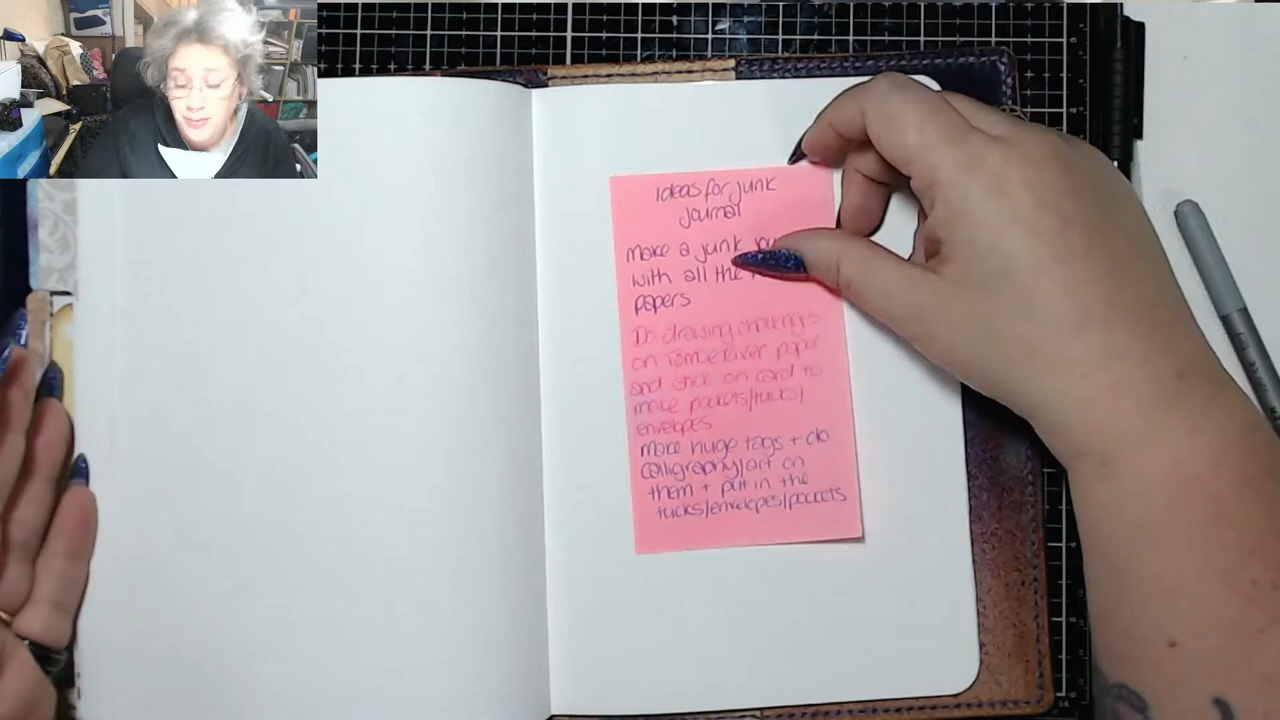 Ideas for junk
journal
Make a junk
with all the
papers
Do drawing challenges
on Tomoe River paper
and stick on card to
make pockets/tucks/
envelopes
Make huge tags + do
calligraphy/art on
them + put in the
tucks/envelopes/pockets